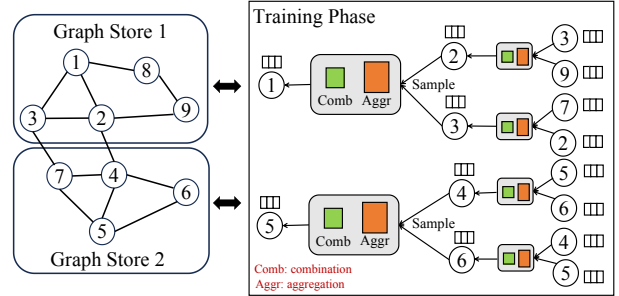 Graph Store 1
1
8
3
2
9
7
4
6
5
Graph Store 2
Training Phase
1
Comb
Aggr
Sample
2
3
3
9
7
2
5
Comb
Aggr
Sample
4
6
5
6
4
5
Comb: combination
Aggr: aggregation